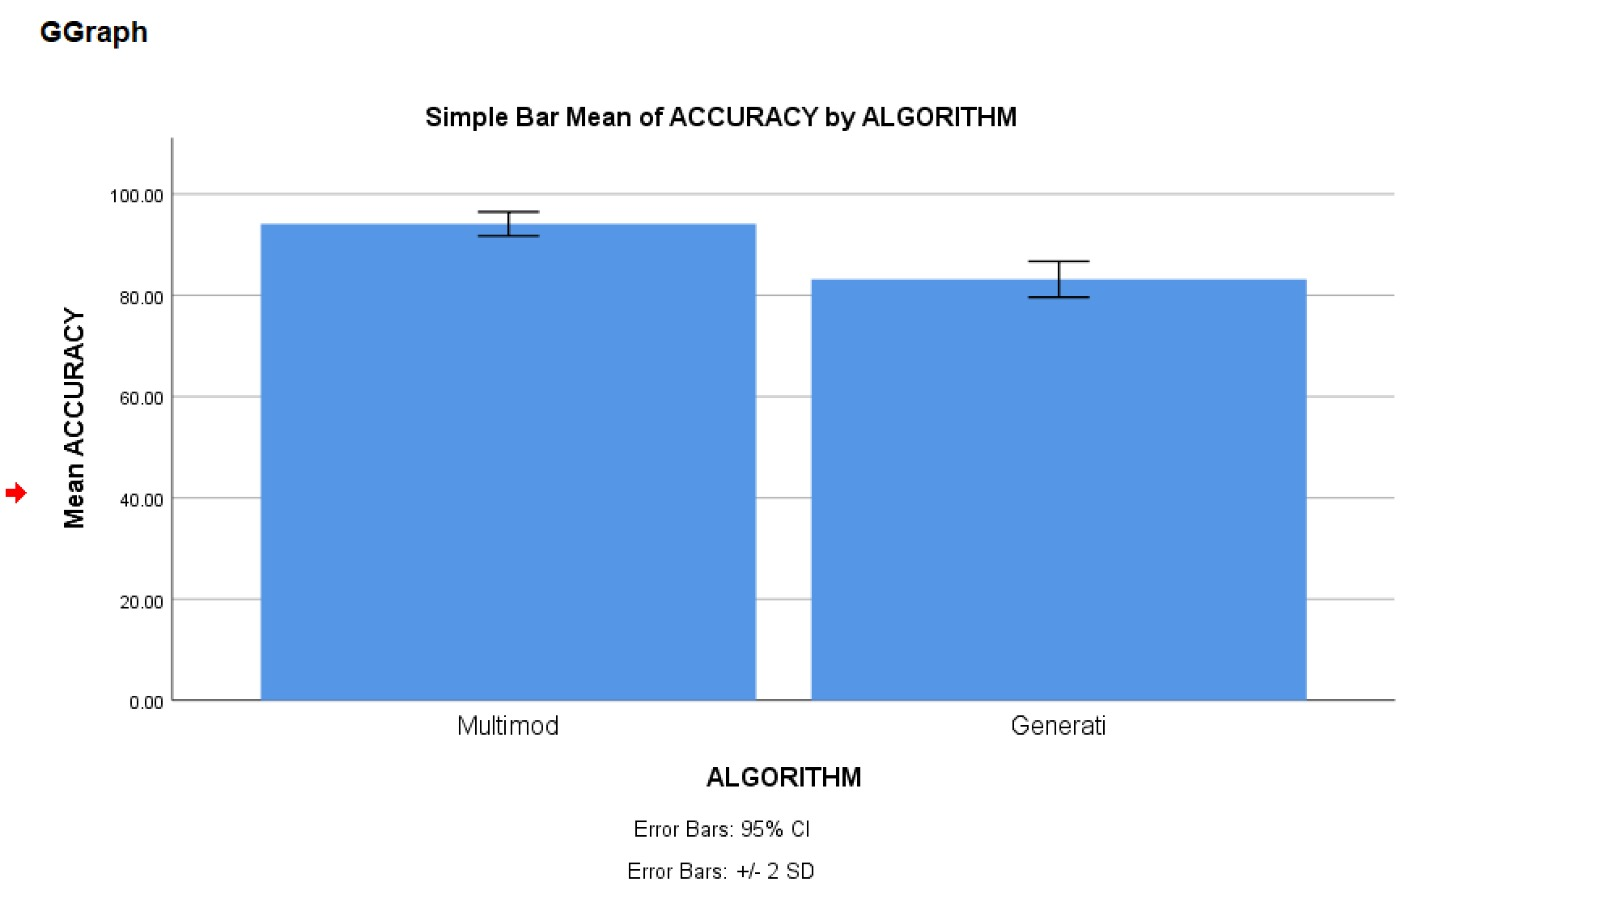 GGraph
Simple Bar Mean of ACCURACY by ALGORITHM
Mean ACCURACY
100.00
80.00
60.00
40.00
20.00
0.00
Multimod
Generati
ALGORITHM
Error Bars: 95% CI
Error Bars: +/- 2 SD